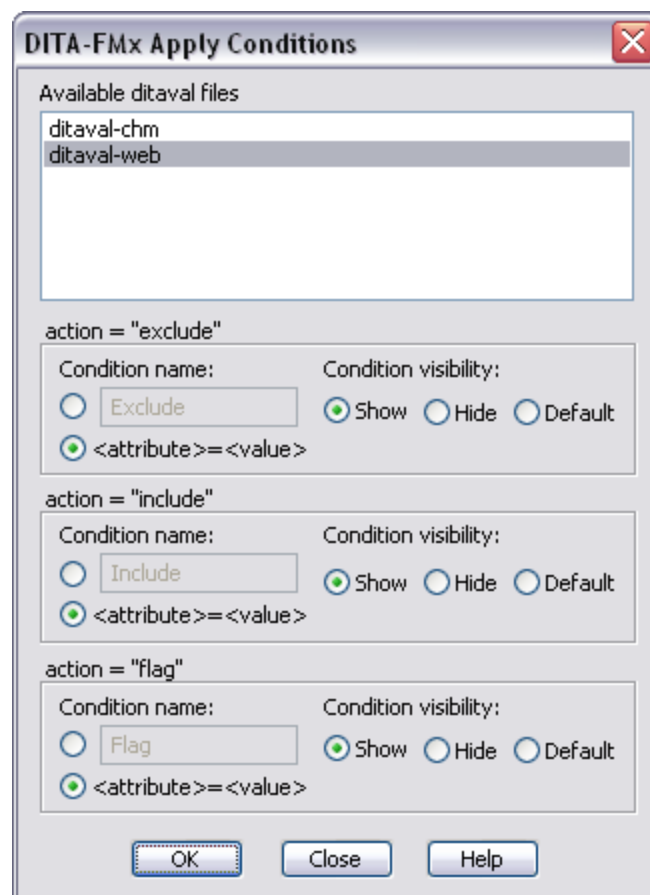 DITA-FMx Apply Conditions
Available ditaval files
ditaval-chm
ditaval-web
action = "exclude"
Condition name: Condition visibility:
Exclude Show Hide Default
<attribute>=<value>
action = "include"
Condition name: Condition visibility:
Include Show Hide Default
<attribute>=<value>
action = "flag"
Condition name: Condition visibility:
Flag Show Hide Default
<attribute>=<value>
OK Close Help